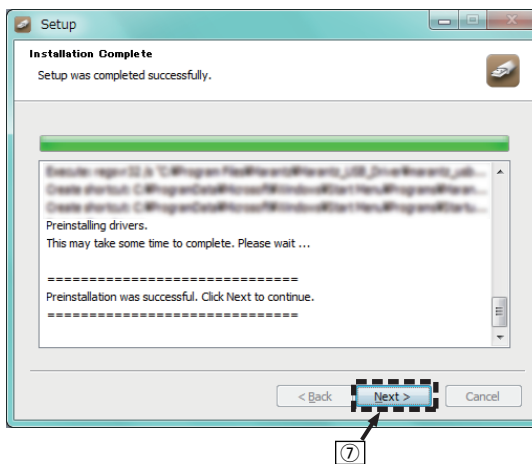 Setup
Installation Complete
Setup was completed successfully.
Preinstalling drivers.
This may take some time to complete. Please wait ...
==============================
Preinstallation was successful. Click Next to continue.
==============================
< Back
Next >
Cancel
⑦